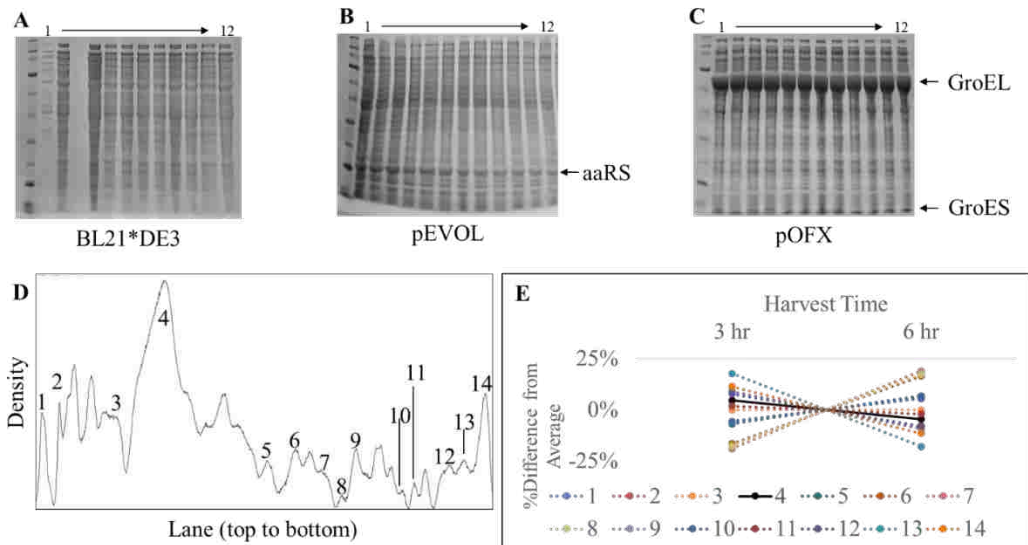 A
1
12
BL21*DE3
B
1
12
aaRS
pEVOL
C
1
12
GroEL
GroES
pOFX
D
Density
1
2
3
4
5
6
7
8
9
10
11
12
13
14
Lane (top to bottom)
E
Harvest Time
3 hr
6 hr
%Difference from
Average
25%
0%
-25%
1 2 3 4 5 6 7
8 9 10 11 12 13 14